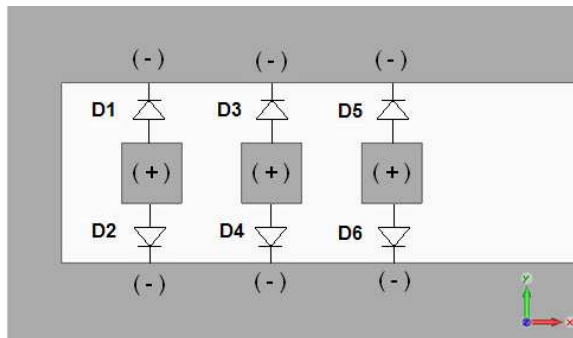 (-) (-) (-)
D1 D3 D5
(+) (+) (+)
D2 D4 D6
(-) (-) (-)
y
x